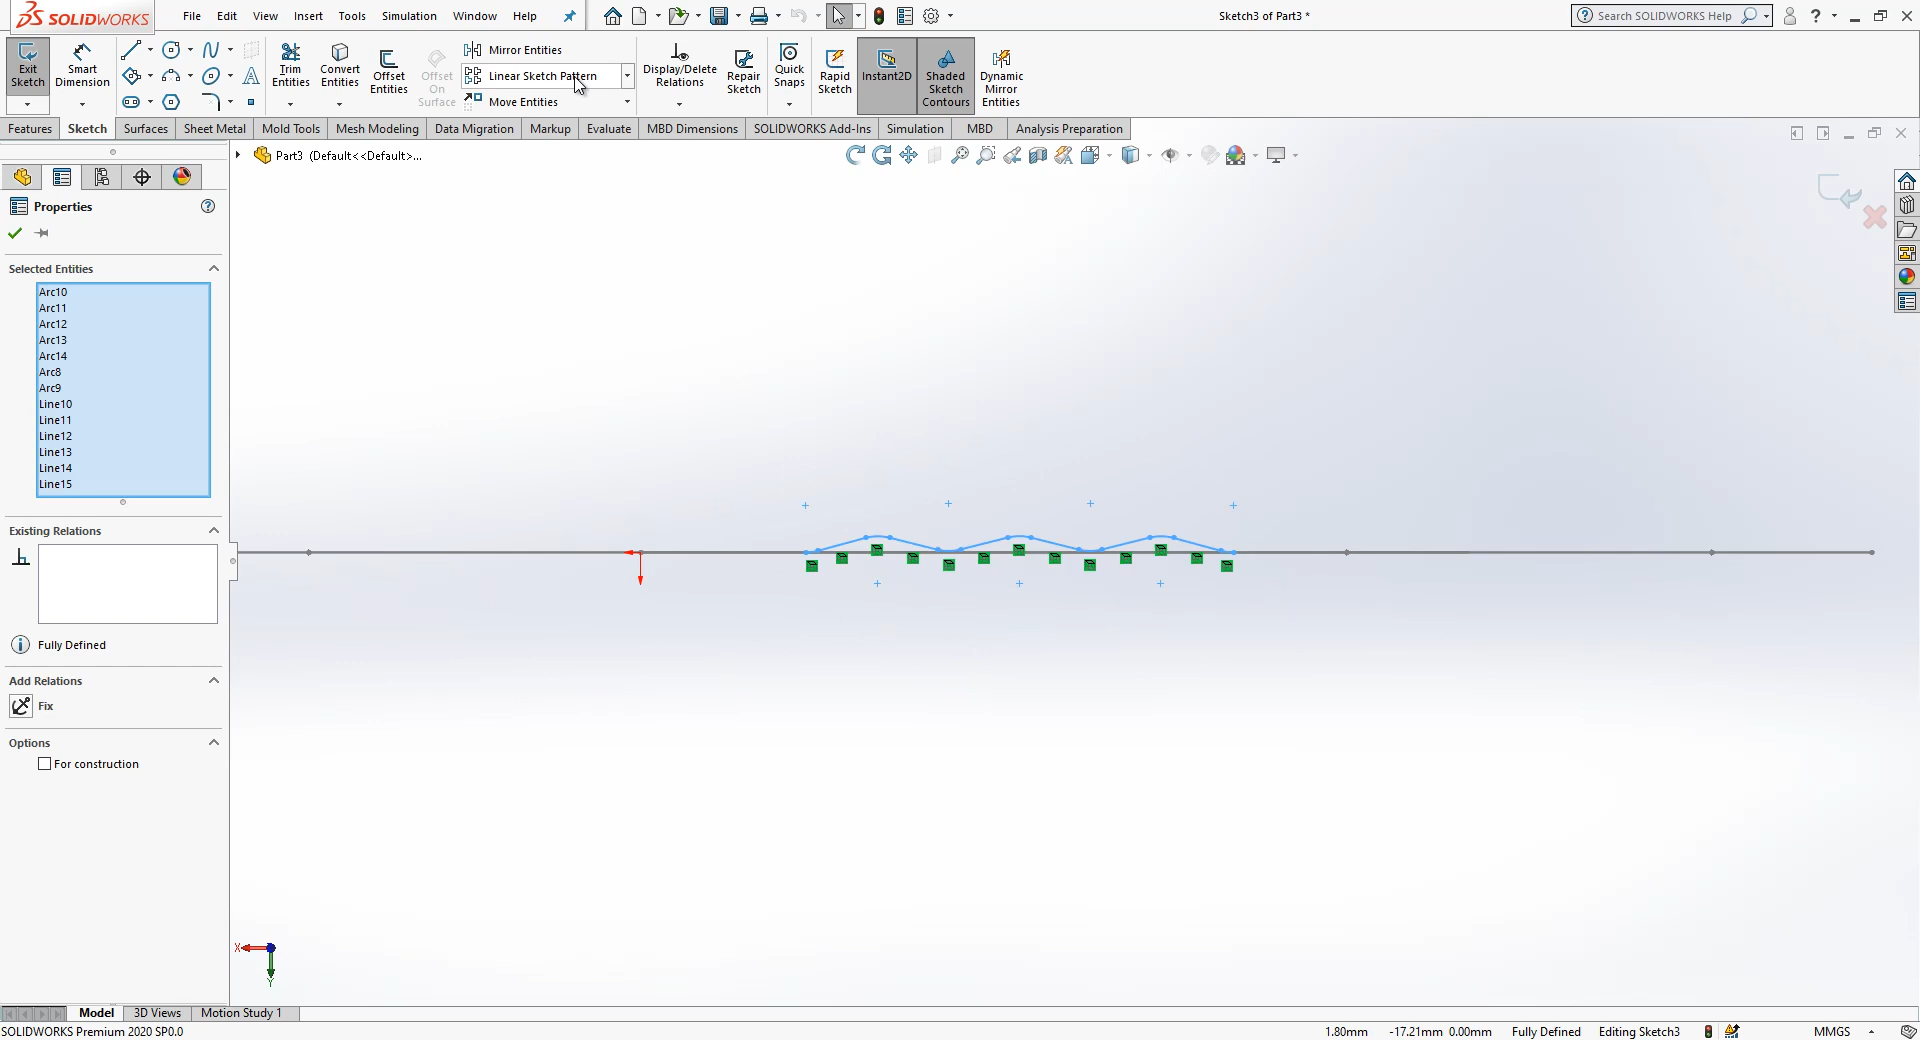 SOLIDWORKS
File Edit View Insert Tools Simulation Window Help
Sketch3 of Part3 *
Search SOLIDWORKS Help
Exit Sketch
Smart Dimension
Trim Entities
Convert Entities
Offset Entities
Offset On Surface
Mirror Entities
Linear Sketch Pattern
Move Entities
Display/Delete Relations
Repair Sketch
Quick Snaps
Rapid Sketch
Instant2D
Shaded Sketch Contours
Dynamic Mirror Entities
Features Sketch Surfaces Sheet Metal Mold Tools Mesh Modeling Data Migration Markup Evaluate MBD Dimensions SOLIDWORKS Add-Ins Simulation MBD Analysis Preparation
Part3 (Default<<Default>...
Properties
Selected Entities
Arc10
Arc11
Arc12
Arc13
Arc14
Arc8
Arc9
Line10
Line11
Line12
Line13
Line14
Line15
Existing Relations
Fully Defined
Add Relations
Fix
Options
For construction
X
Y
Model 3D Views Motion Study 1
SOLIDWORKS Premium 2020 SP0.0
1.80mm -17.21mm 0.00mm Fully Defined Editing Sketch3 MMGS